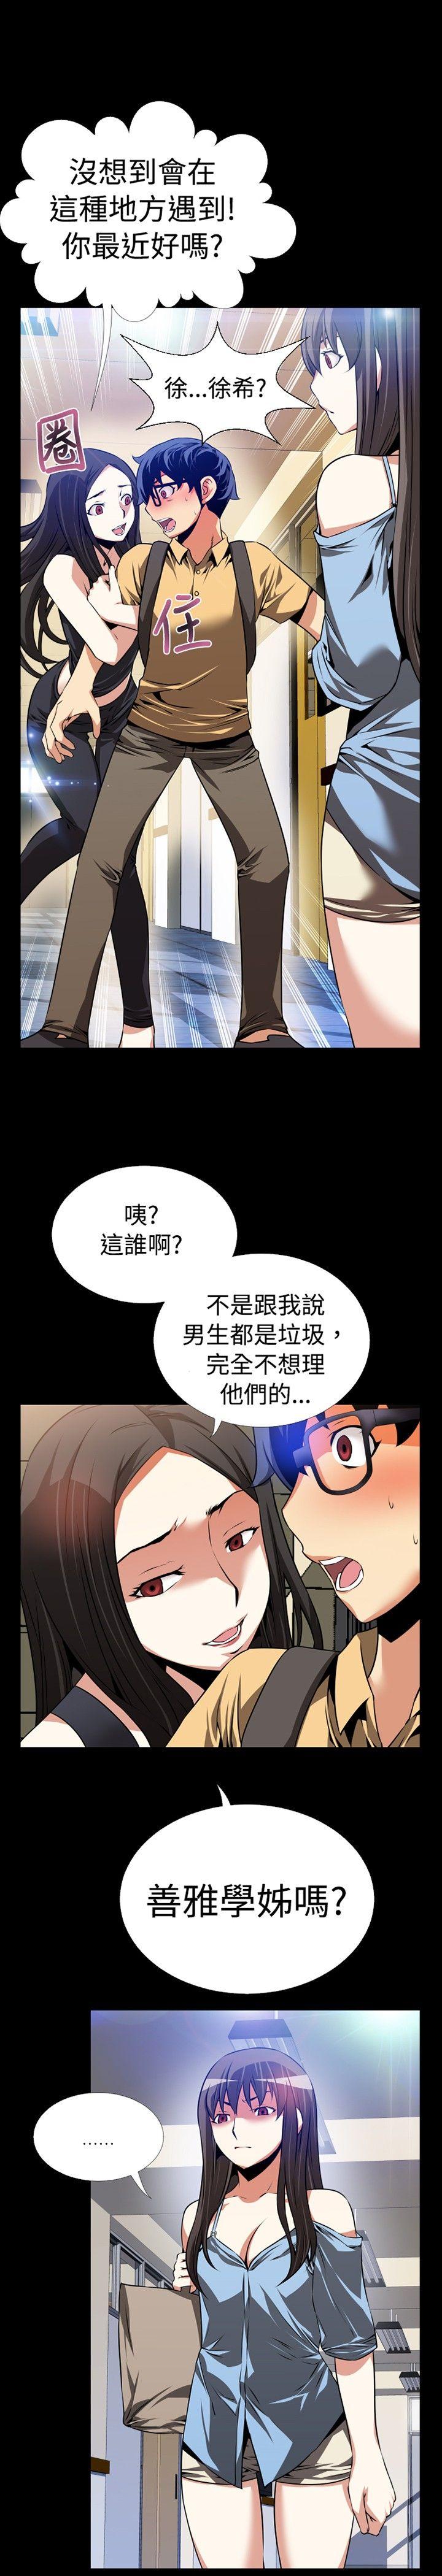 沒想到會在
這種地方遇到!
你最近好嗎?
徐...徐希?
圈
住
咦?
這誰啊?
不是跟我說
男生都是垃圾，
完全不想理
他們的...
善雅學姊嗎?
......